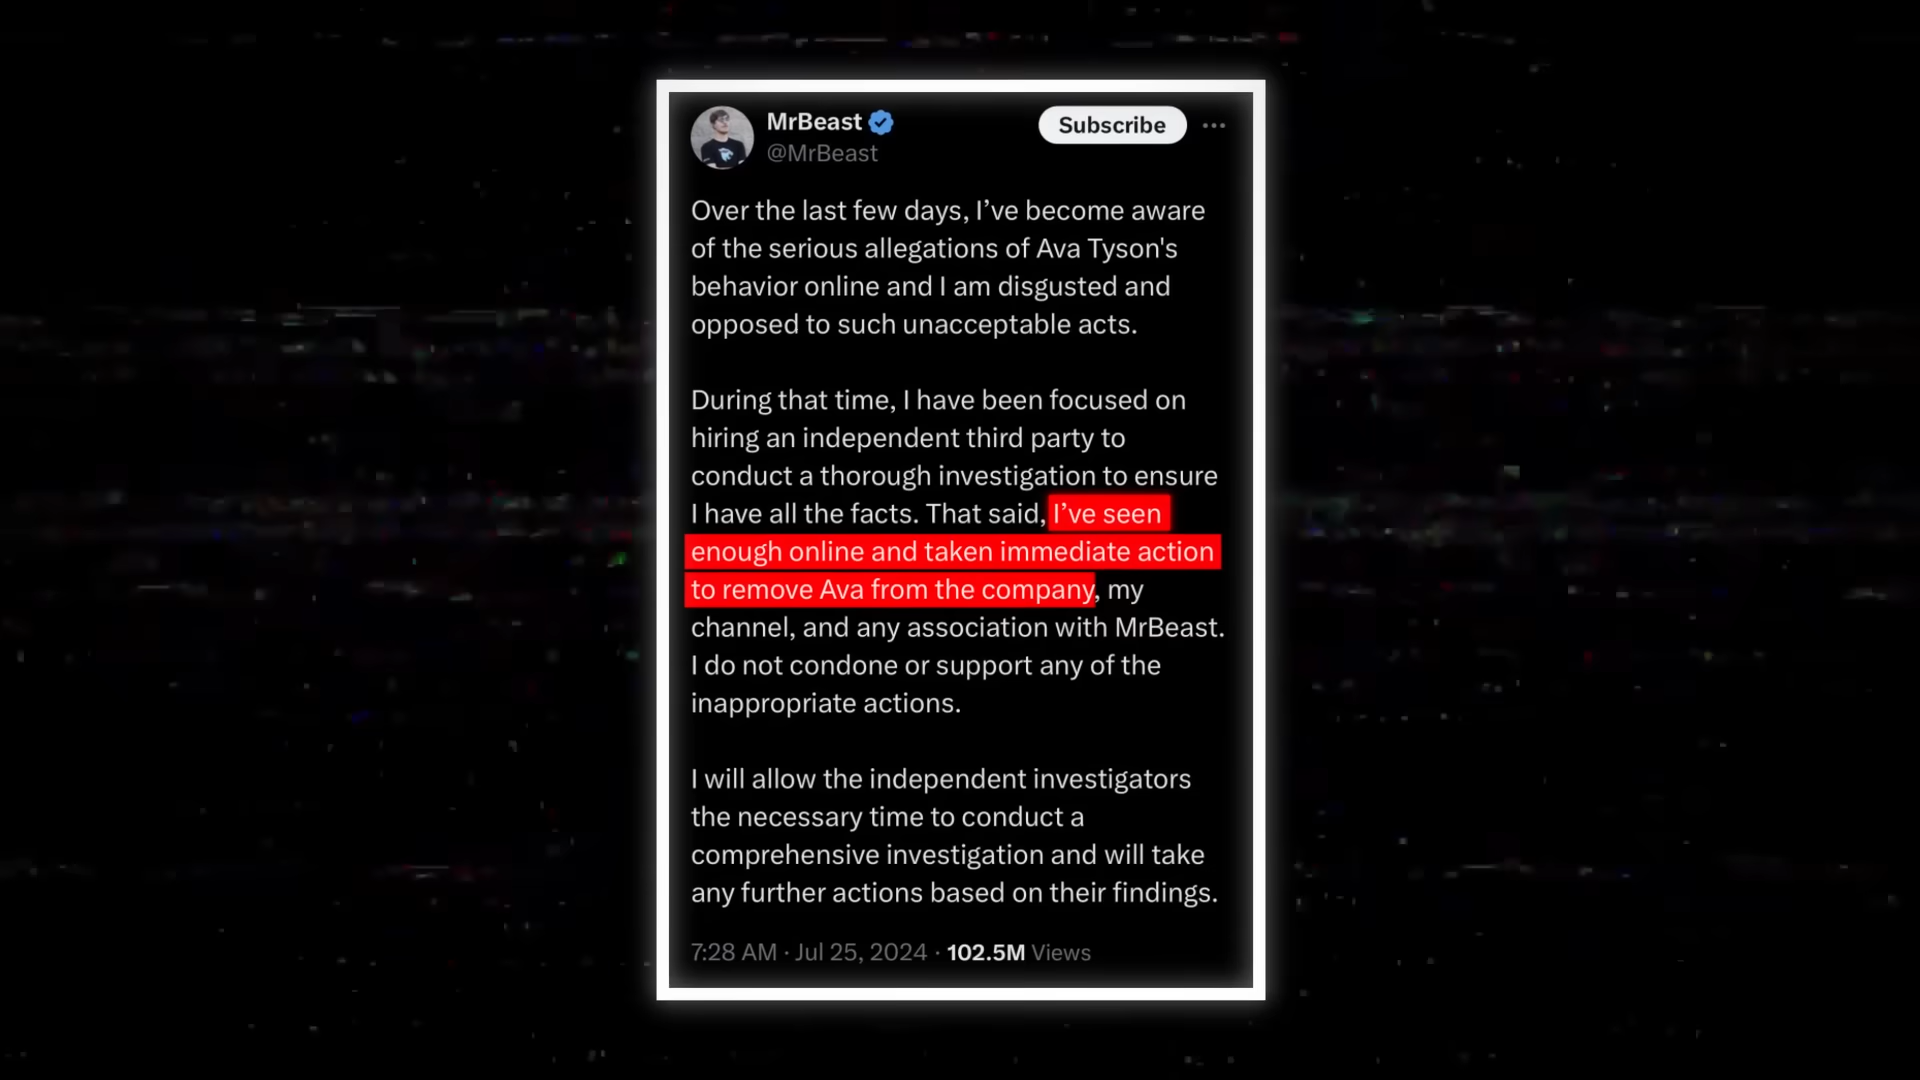 MrBeast
Subscribe
@MrBeast
Over the last few days, I’ve become aware
of the serious allegations of Ava Tyson's
behavior online and I am disgusted and
opposed to such unacceptable acts.
During that time, I have been focused on
hiring an independent third party to
conduct a thorough investigation to ensure
I have all the facts. That said, I’ve seen
enough online and taken immediate action
to remove Ava from the company, my
channel, and any association with MrBeast.
I do not condone or support any of the
inappropriate actions.
I will allow the independent investigators
the necessary time to conduct a
comprehensive investigation and will take
any further actions based on their findings.
7:28 AM · Jul 25, 2024 · 102.5M Views